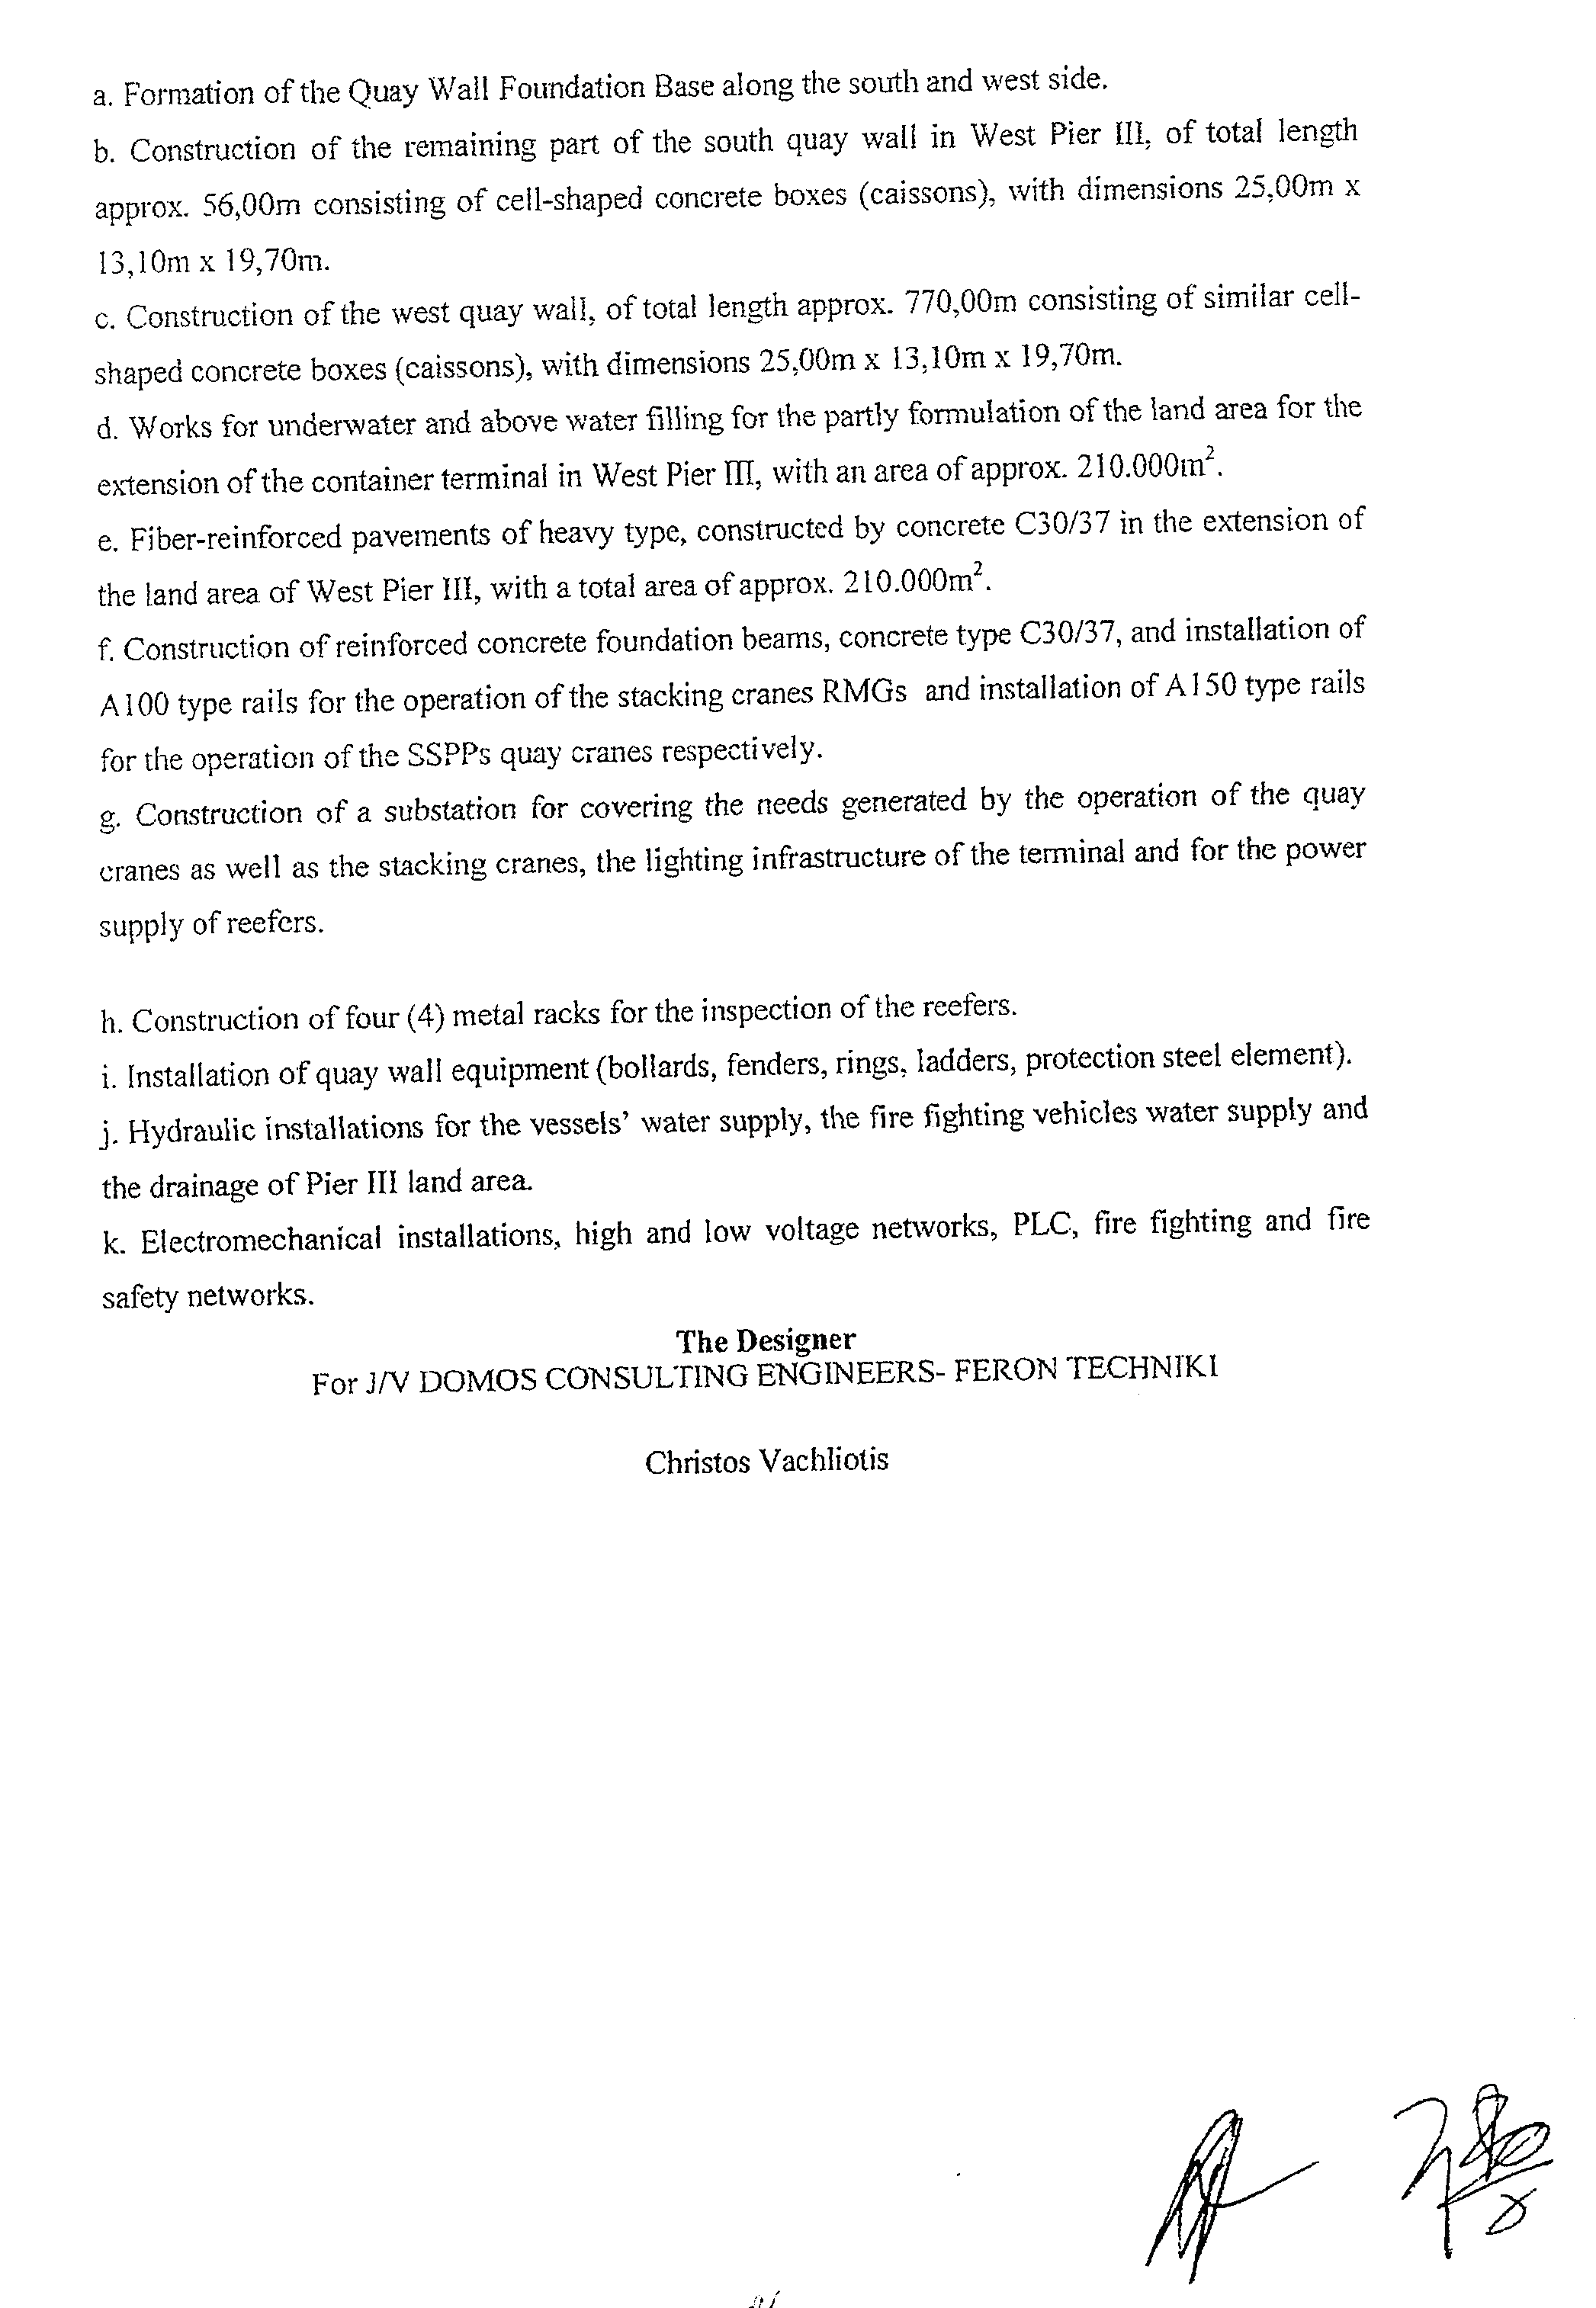 a. Formation of the Quay Wall Foundation Base along the south and west side.
b. Construction of the remaining part of the south quay wall in West Pier III, of total length
approx. 56,00m consisting of cell-shaped concrete boxes (caissons), with dimensions 25,00m x
13,10m x 19,70m.
c. Construction of the west quay wall, of total length approx. 770,00m consisting of similar cell-
shaped concrete boxes (caissons), with dimensions 25,00m x 13,10m x 19,70m.
d. Works for underwater and above water filling for the partly formulation of the land area for the
extension of the container terminal in West Pier III, with an area of approx. 210.000m².
e. Fiber-reinforced pavements of heavy type, constructed by concrete C30/37 in the extension of
the land area of West Pier III, with a total area of approx. 210.000m².
f. Construction of reinforced concrete foundation beams, concrete type C30/37, and installation of
A100 type rails for the operation of the stacking cranes RMGs and installation of A150 type rails
for the operation of the SSPPs quay cranes respectively.
g. Construction of a substation for covering the needs generated by the operation of the quay
cranes as well as the stacking cranes, the lighting infrastructure of the terminal and for the power
supply of reefers.
h. Construction of four (4) metal racks for the inspection of the reefers.
i. Installation of quay wall equipment (bollards, fenders, rings, ladders, protection steel element).
j. Hydraulic installations for the vessels’ water supply, the fire fighting vehicles water supply and
the drainage of Pier III land area.
k. Electromechanical installations, high and low voltage networks, PLC, fire fighting and fire
safety networks.
The Designer
For J/V DOMOS CONSULTING ENGINEERS- FERON TECHNIKI
Christos Vachliotis